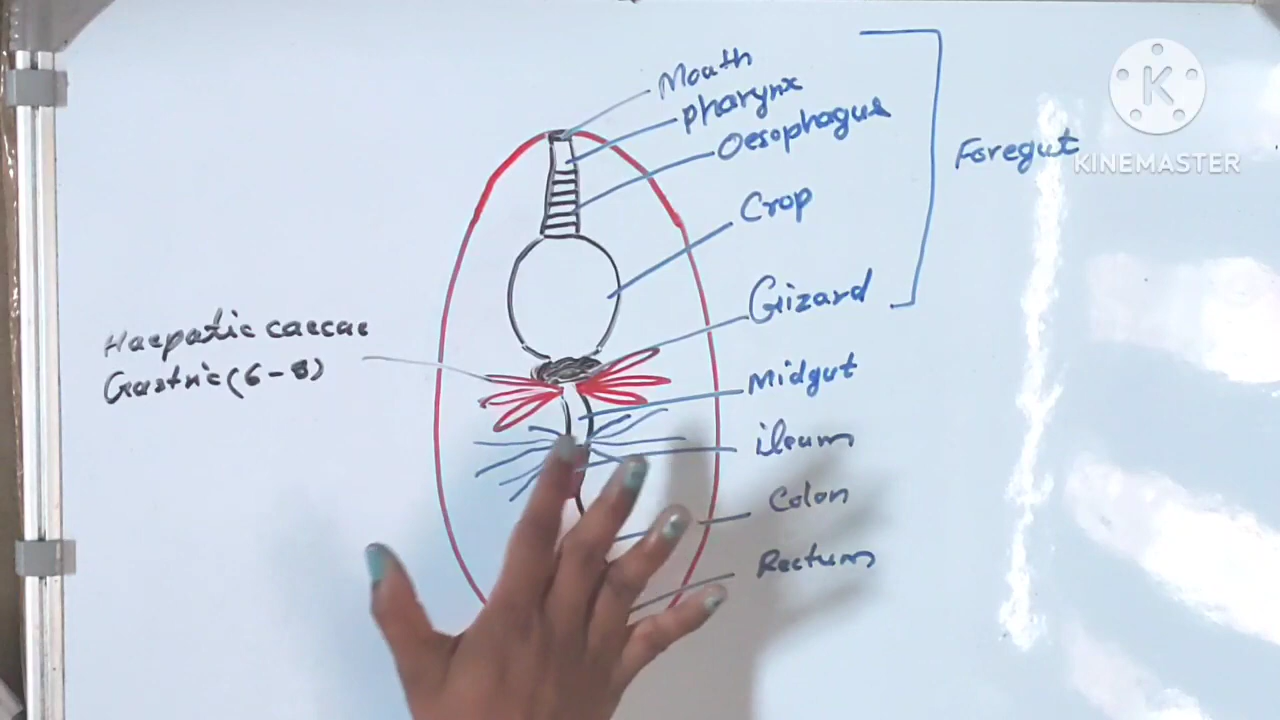 Mouth
pharynx
Oesophagus
Foregut
KINEMASTER
Crop
Gizard
Haepatic caecae
Gastric (6-8)
Midgut
ileum
Colon
Rectum